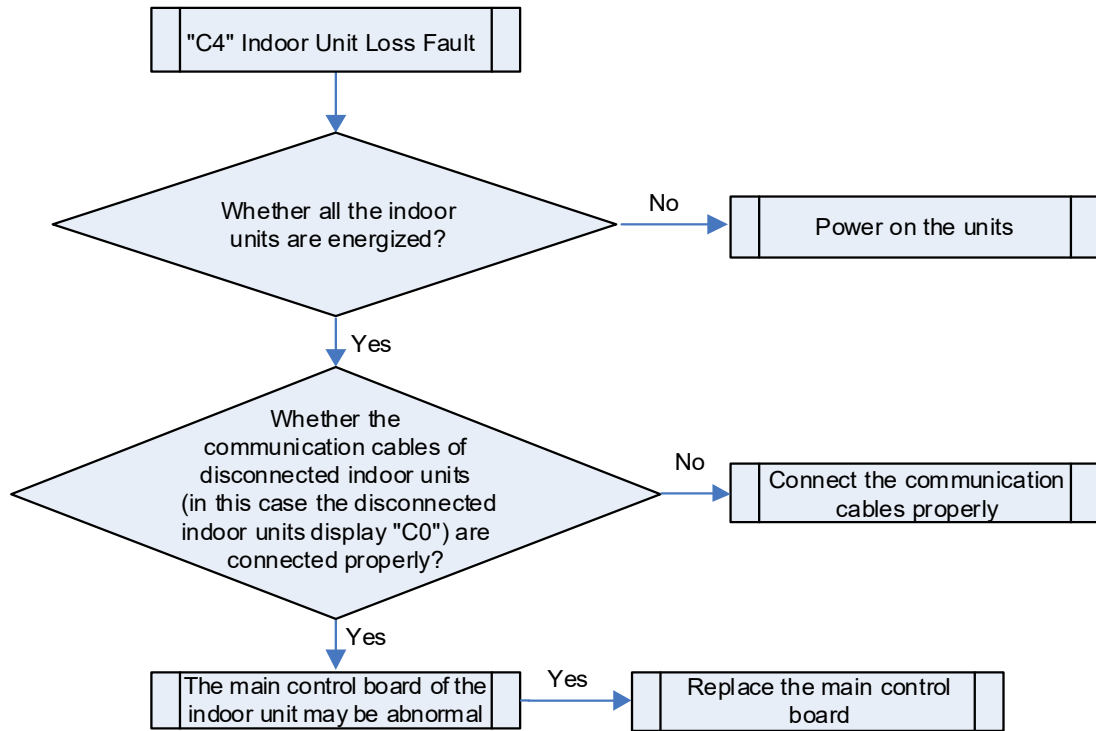 "C4" Indoor Unit Loss Fault
Whether all the indoor
units are energized?
No
Power on the units
Yes
Whether the
communication cables of
disconnected indoor units
(in this case the disconnected
indoor units display "C0") are
connected properly?
No
Connect the communication
cables properly
Yes
The main control board of the
indoor unit may be abnormal
Yes
Replace the main control
board